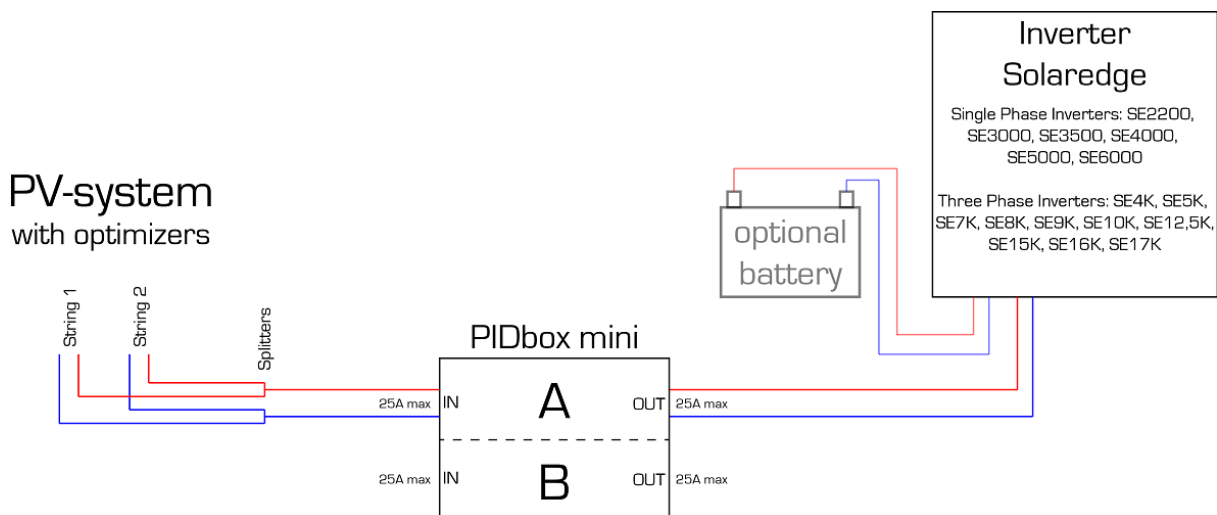 Inverter
Solaredge
Single Phase Inverters: SE2200,
SE3000, SE3500, SE4000,
SE5000, SE6000
Three Phase Inverters: SE4K, SE5K,
SE7K, SE8K, SE9K, SE10K, SE12,5K,
SE15K, SE16K, SE17K
PV-system
with optimizers
optional
battery
String 1
String 2
Splitters
PIDbox mini
25A max
IN
A
OUT
25A max
25A max
IN
B
OUT
25A max